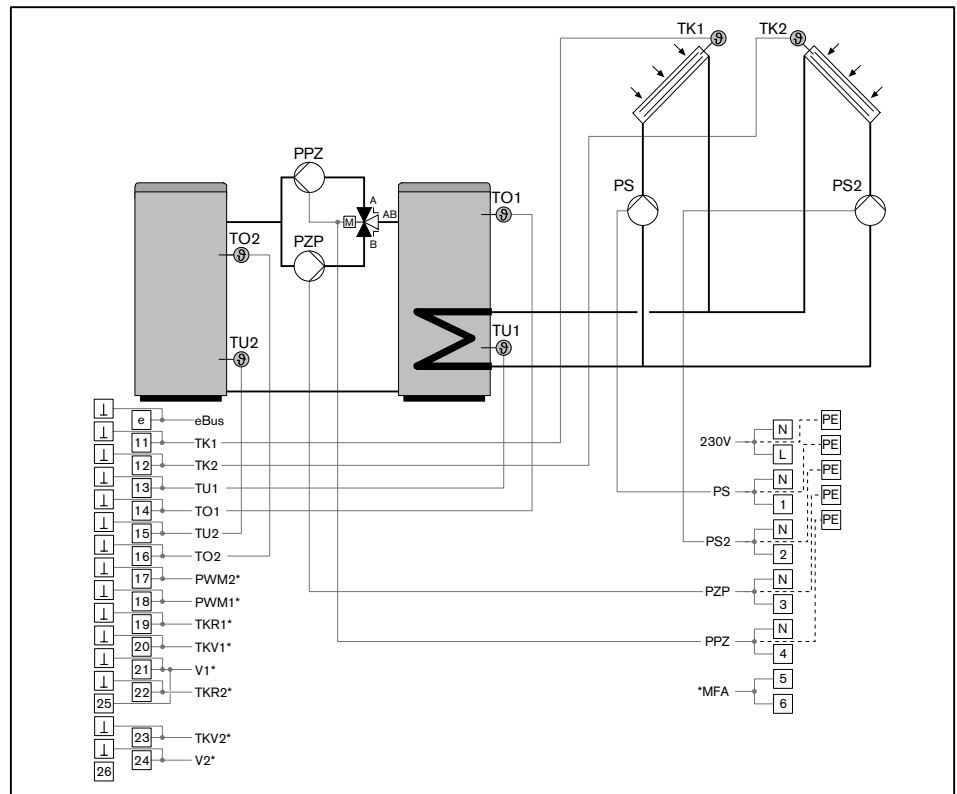 TK1 TK2
PPZ
PS PS2
A
TO1
M AB
B
PZP
TO2
TU1
TU2
⊥ e eBus
⊥ 11 TK1
⊥ 12 TK2
⊥ 13 TU1
⊥ 14 TO1
⊥ 15 TU2
⊥ 16 TO2
⊥ 17 PWM2*
⊥ 18 PWM1*
⊥ 19 TKR1*
⊥ 20 TKV1*
⊥ 21 V1*
⊥ 22 TKR2*
25
⊥ 23 TKV2*
⊥ 24 V2*
26
230V N L PE
PS N 1 PE
PS2 N 2 PE
PZP N 3 PE
PPZ N 4 PE
*MFA 5 6
ϑ
ϑ
ϑ
ϑ
ϑ
ϑ